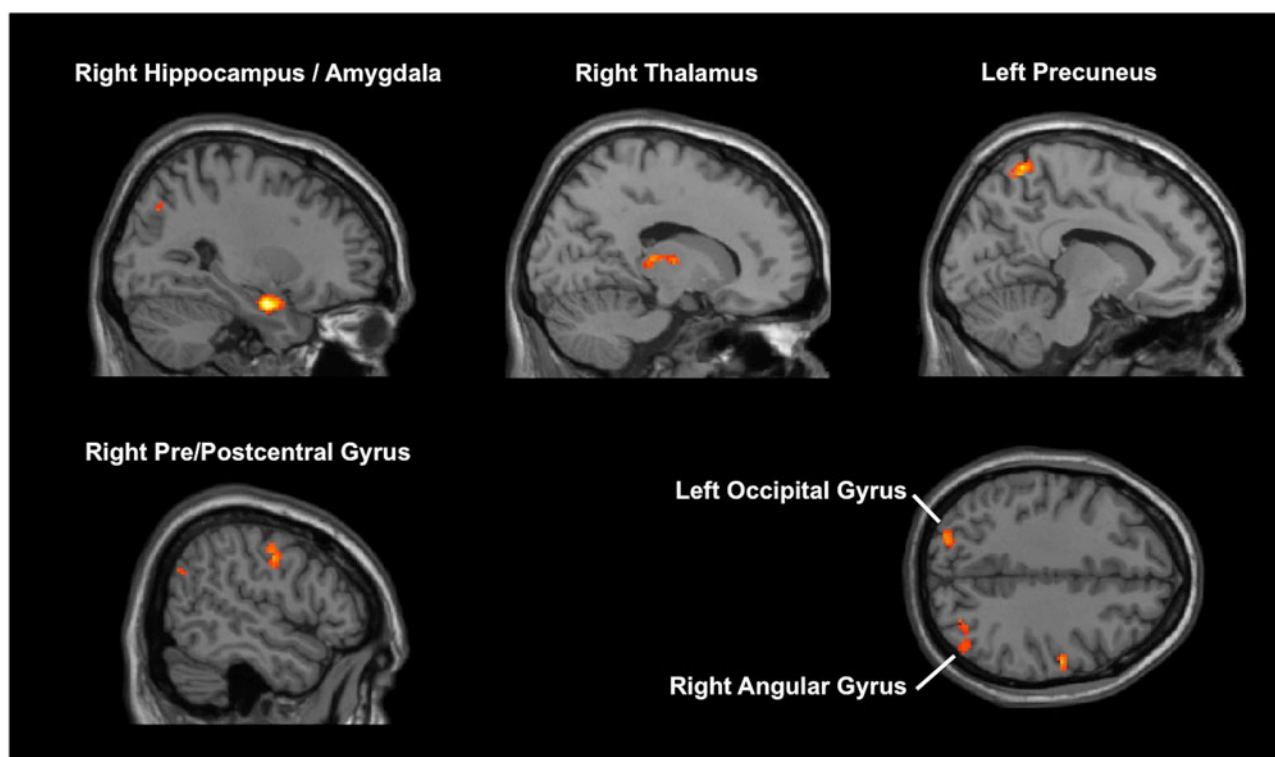 Right Hippocampus / Amygdala
Right Thalamus
Left Precuneus
Right Pre/Postcentral Gyrus
Left Occipital Gyrus
Right Angular Gyrus